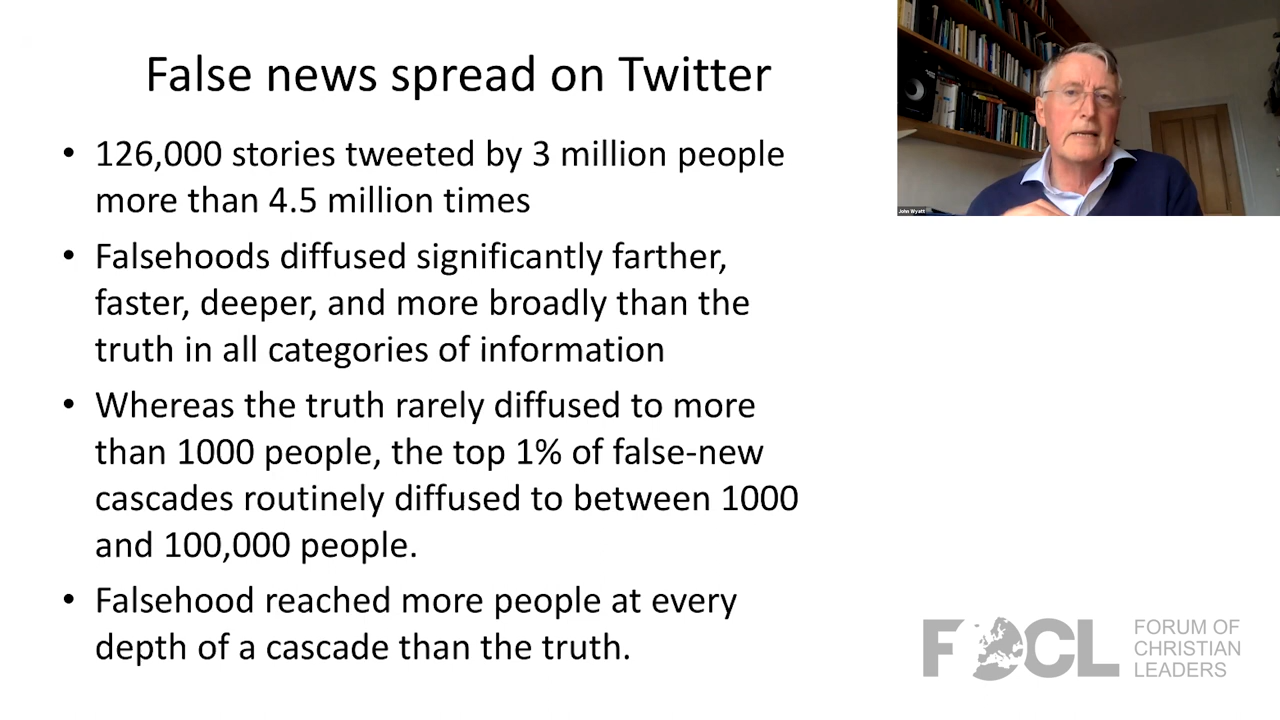 False news spread on Twitter
• 126,000 stories tweeted by 3 million people
more than 4.5 million times
• Falsehoods diffused significantly farther,
faster, deeper, and more broadly than the
truth in all categories of information
• Whereas the truth rarely diffused to more
than 1000 people, the top 1% of false-new
cascades routinely diffused to between 1000
and 100,000 people.
• Falsehood reached more people at every
depth of a cascade than the truth.
John Wyatt
FOCL
FORUM OF
CHRISTIAN
LEADERS